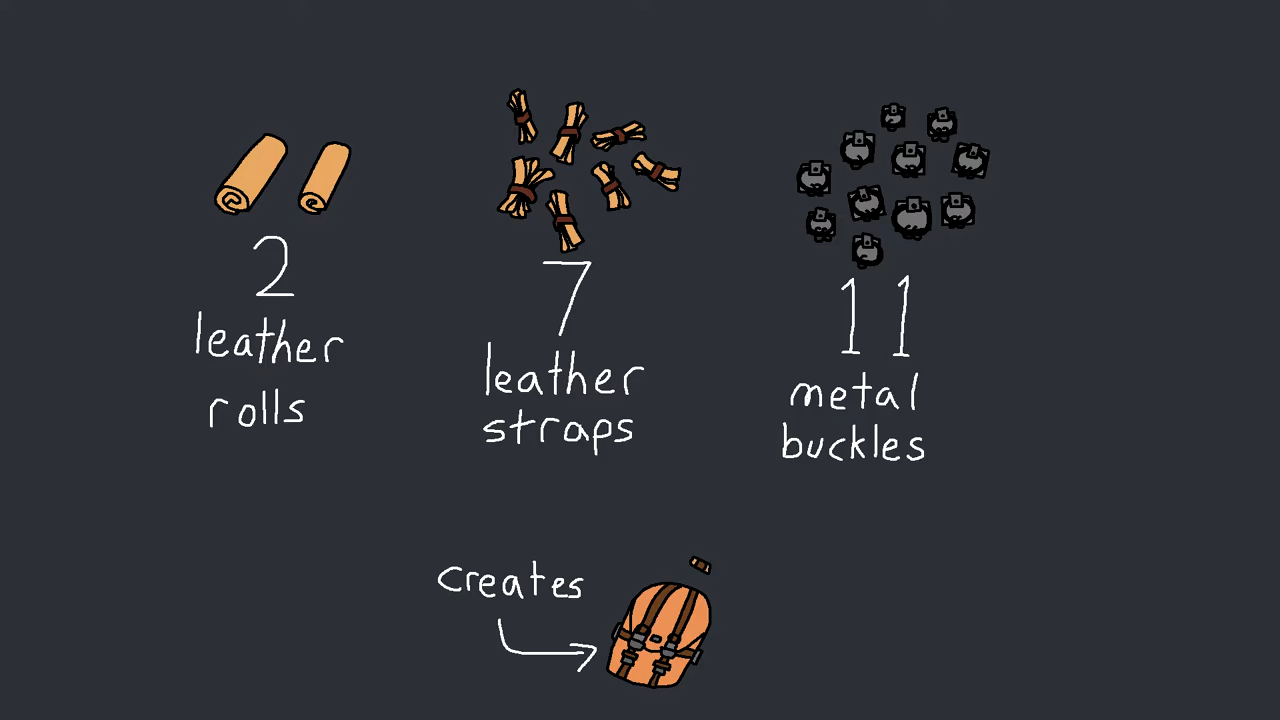 2
leather
rolls
7
leather
straps
11
metal
buckles
creates